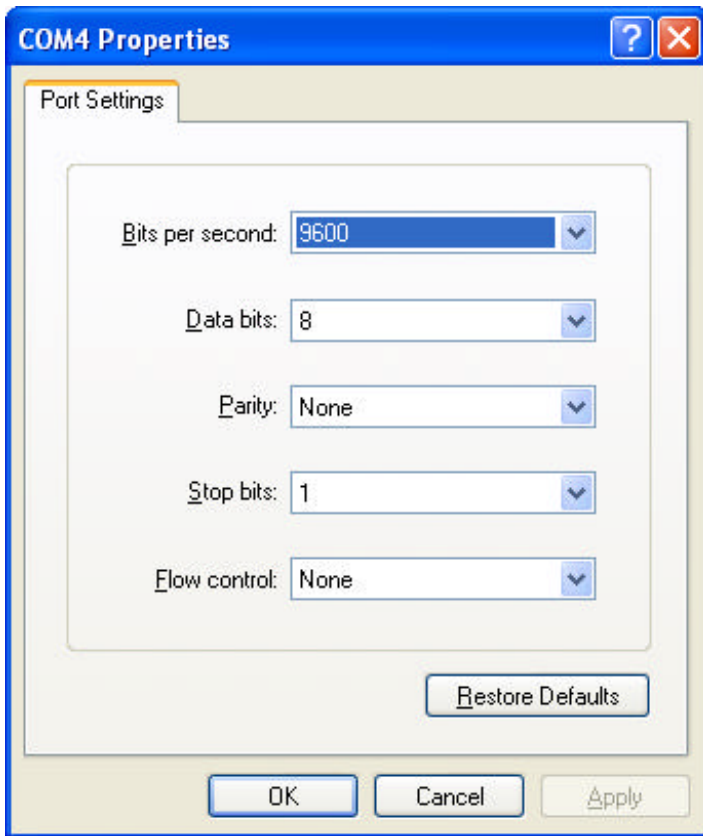 COM4 Properties
Port Settings
Bits per second: 9600
Data bits: 8
Parity: None
Stop bits: 1
Flow control: None
Restore Defaults
OK Cancel Apply